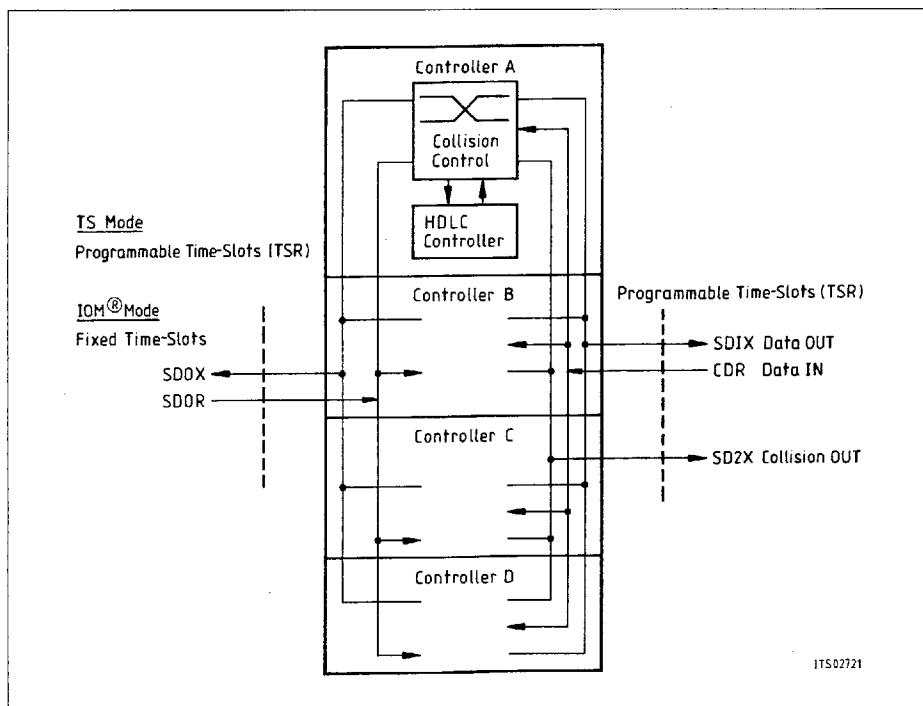 Controller A
Collision
Control
HDLC
Controller
TS Mode
Programmable Time-Slots (TSR)
IOM® Mode
Fixed Time-Slots
SD0X
SD0R
Controller B
Programmable Time-Slots (TSR)
SDIX Data OUT
CDR Data IN
Controller C
SD2X Collision OUT
Controller D
ITS02721